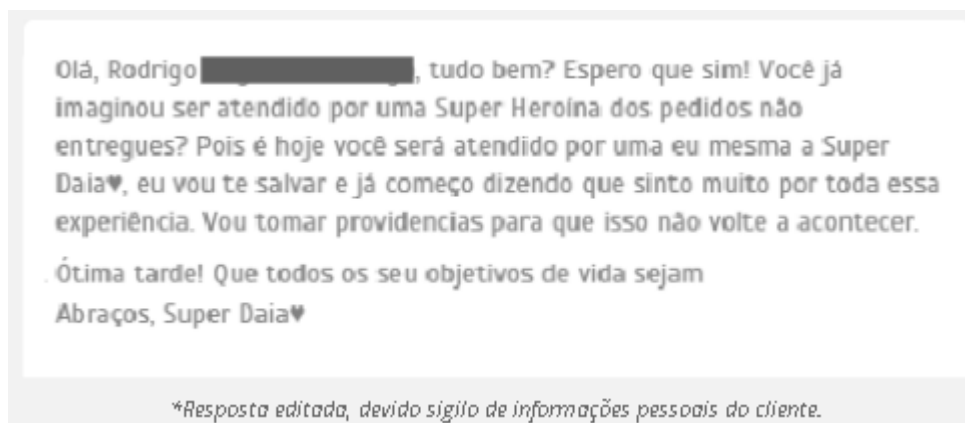 Olá, Rodrigo , tudo bem? Espero que sim! Você já
imaginou ser atendido por uma Super Heroína dos pedidos não
entregues? Pois é hoje você será atendido por uma eu mesma a Super
Daia♥, eu vou te salvar e já começo dizendo que sinto muito por toda essa
experiência. Vou tomar providencias para que isso não volte a acontecer.
Ótima tarde! Que todos os seu objetivos de vida sejam
Abraços, Super Daia♥
*Resposta editada, devido sigilo de informações pessoais do cliente.